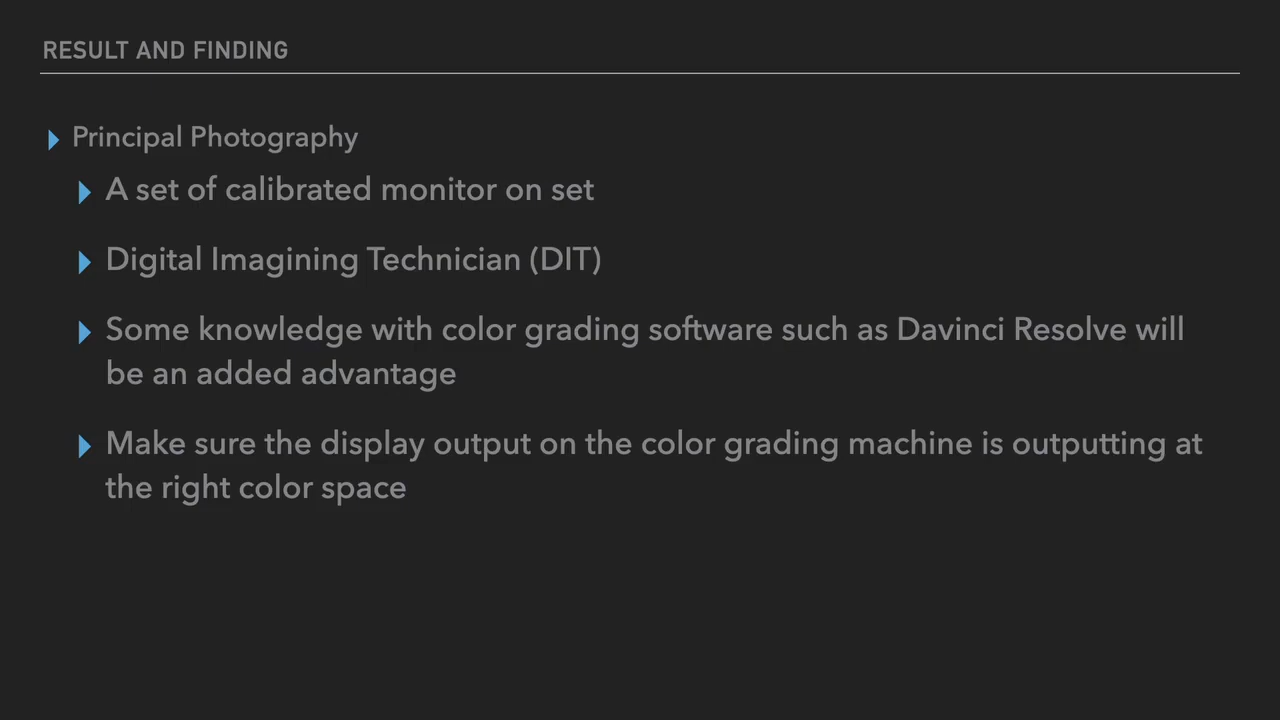 RESULT AND FINDING
Principal Photography
A set of calibrated monitor on set
Digital Imagining Technician (DIT)
Some knowledge with color grading software such as Davinci Resolve will
be an added advantage
Make sure the display output on the color grading machine is outputting at
the right color space